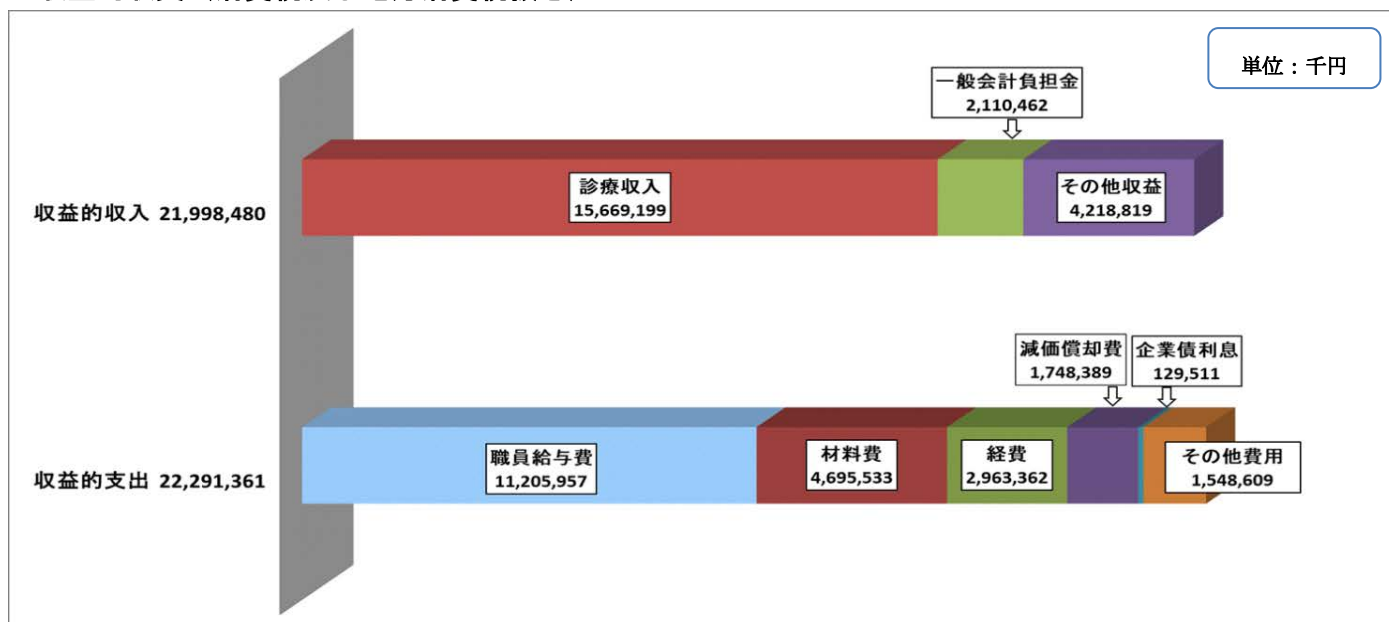 単位：千円
一般会計負担金
2,110,462
診療収入
15,669,199
その他収益
4,218,819
収益的収入 21,998,480
減価償却費
1,748,389
企業債利息
129,511
職員給与費
11,205,957
材料費
4,695,533
経費
2,963,362
その他費用
1,548,609
収益的支出 22,291,361